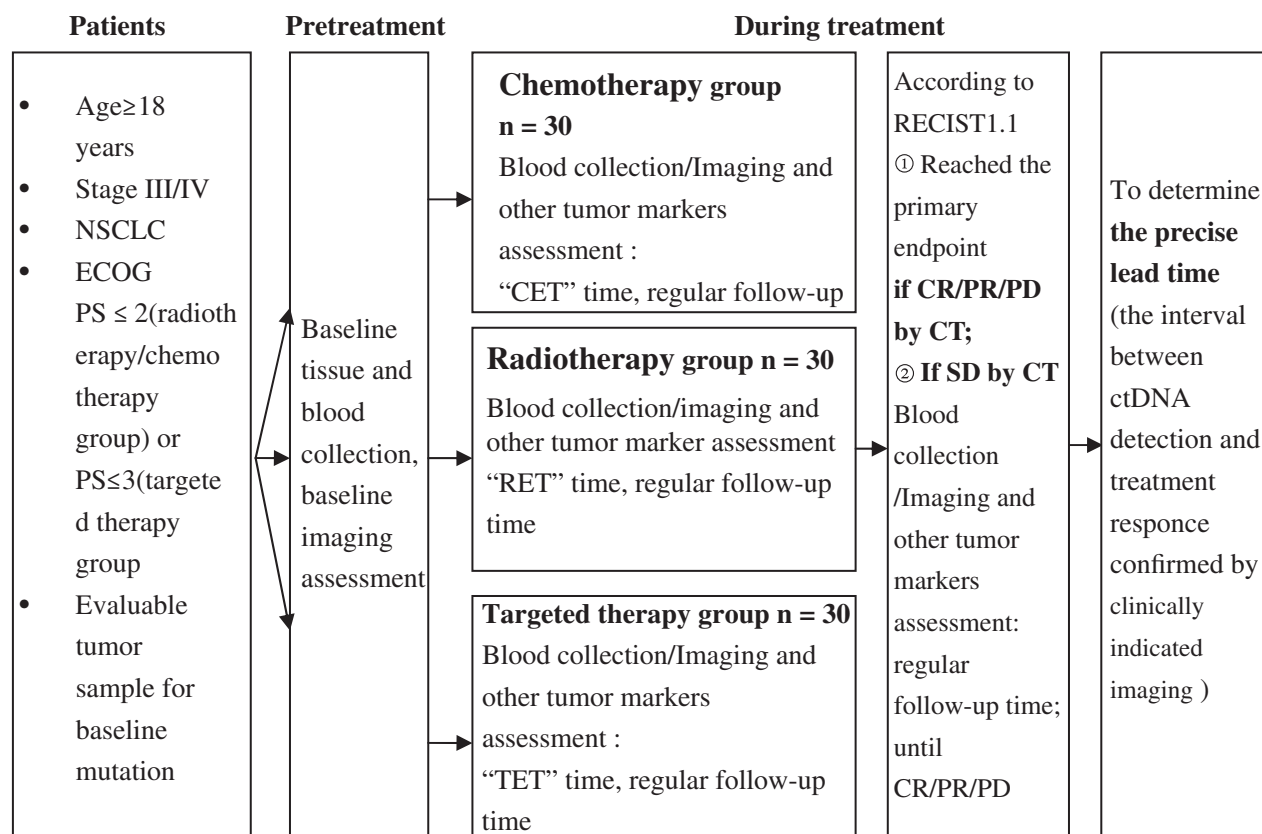 Patients
Pretreatment
During treatment
• Age≥18
years
• Stage III/IV
• NSCLC
• ECOG
PS ≤ 2(radioth
erapy/chemo
therapy
group) or
PS≤3(targete
d therapy
group
• Evaluable
tumor
sample for
baseline
mutation
Baseline
tissue and
blood
collection,
baseline
imaging
assessment
Chemotherapy group
n = 30
Blood collection/Imaging and
other tumor markers
assessment :
“CET” time, regular follow-up
Radiotherapy group n = 30
Blood collection/imaging and
other tumor marker assessment
“RET” time, regular follow-up
time
Targeted therapy group n = 30
Blood collection/Imaging and
other tumor markers
assessment :
“TET” time, regular follow-up
time
According to
RECIST1.1
① Reached the
primary
endpoint
if CR/PR/PD
by CT;
② If SD by CT
Blood
collection
/Imaging and
other tumor
markers
assessment:
regular
follow-up time;
until
CR/PR/PD
To determine
the precise
lead time
(the interval
between
ctDNA
detection and
treatment
responce
confirmed by
clinically
indicated
imaging )